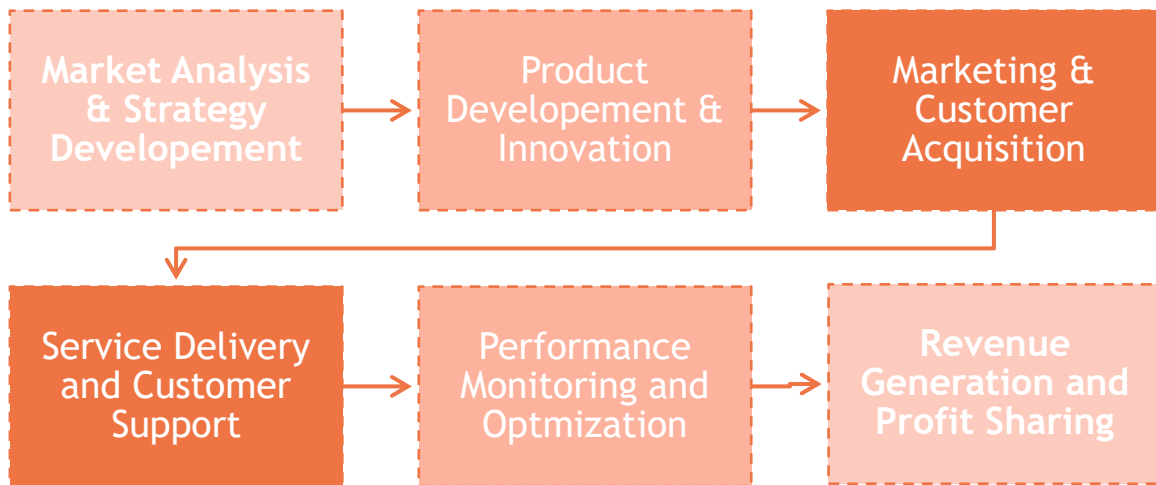 Market Analysis
& Strategy
Developement
Product
Developement &
Innovation
Marketing &
Customer
Acquisition
Service Delivery
and Customer
Support
Performance
Monitoring and
Optmization
Revenue
Generation and
Profit Sharing